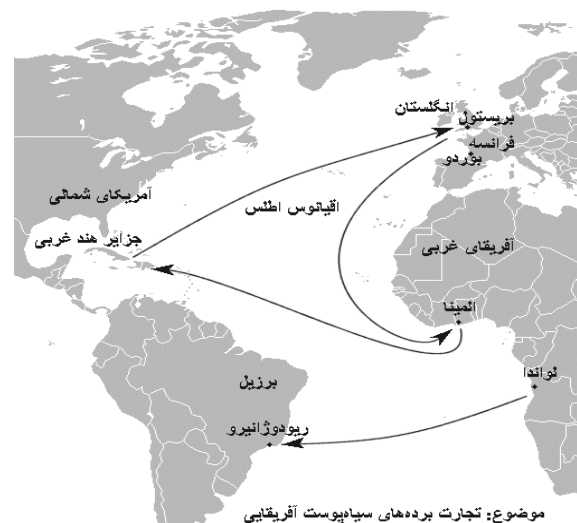 انگلستان
بریستول
فرانسه
بوردو
آمریکای شمالی
اقیانوس اطلس
جزایر هند غربی
آفریقای غربی
المینا
لواندا
برزیل
ریودوژانیرو
موضوع: تجارت برده‌های سیاه‌پوست آفریقایی